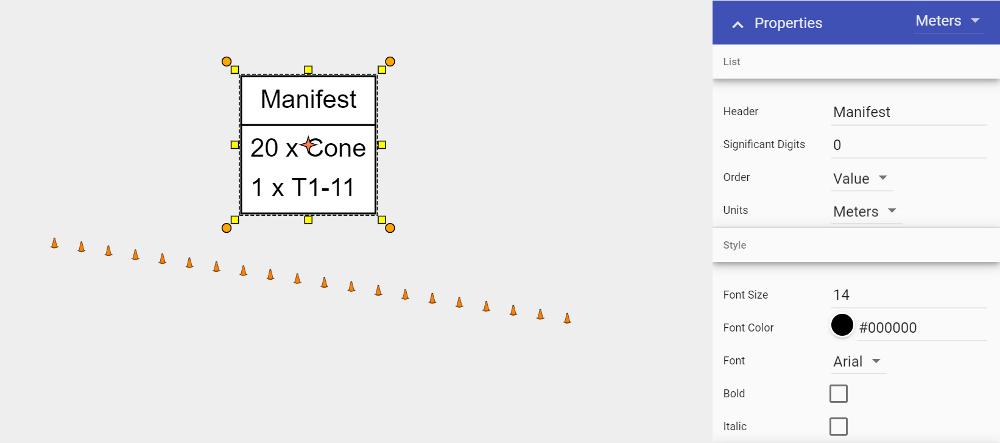 Manifest
20 x Cone
1 x T1-11
Properties
Meters
List
Header
Manifest
Significant Digits
0
Order
Value
Units
Meters
Style
Font Size
14
Font Color
#000000
Font
Arial
Bold
Italic